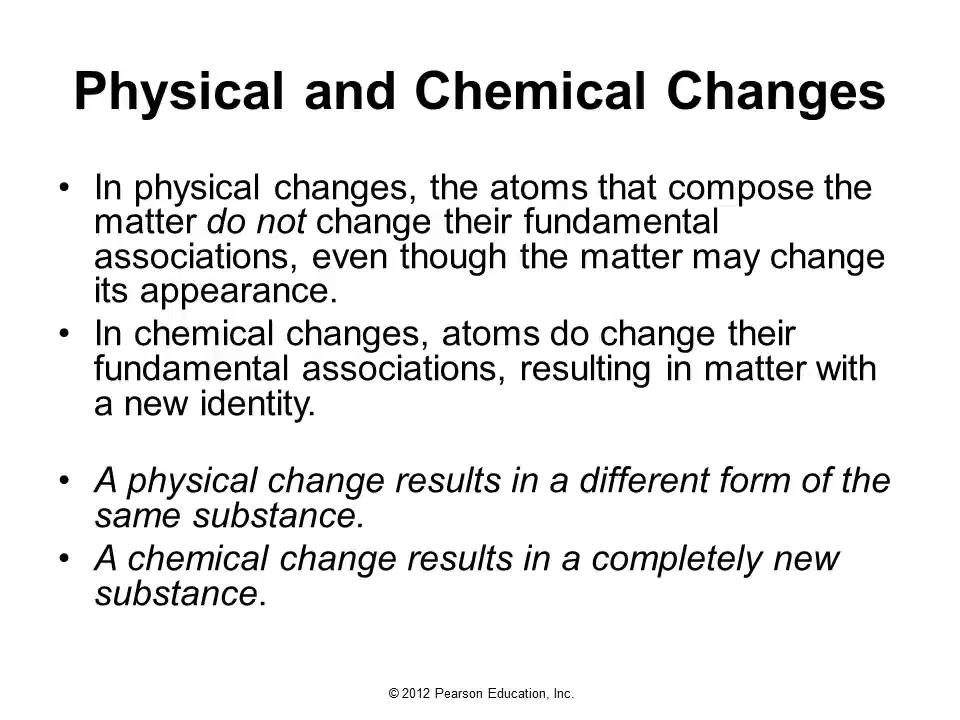 Physical and Chemical Changes
• In physical changes, the atoms that compose the
matter do not change their fundamental
associations, even though the matter may change
its appearance.
• In chemical changes, atoms do change their
fundamental associations, resulting in matter with
a new identity.
• A physical change results in a different form of the
same substance.
• A chemical change results in a completely new
substance.
© 2012 Pearson Education, Inc.